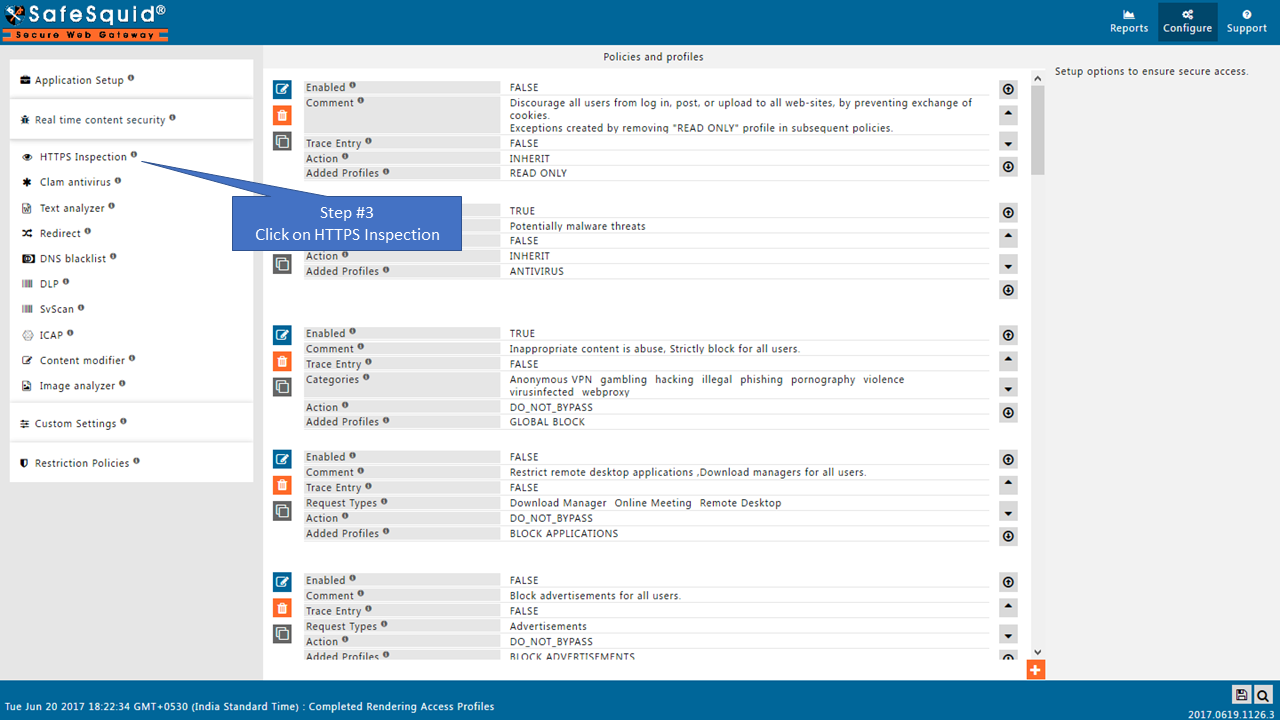 SafeSquid®
Secure Web Gateway
Reports
Configure
Support
Application Setup
Real time content security
HTTPS Inspection
Clam antivirus
Text analyzer
Redirect
DNS blacklist
DLP
SvScan
ICAP
Content modifier
Image analyzer
Custom Settings
Restriction Policies
Step #3
Click on HTTPS Inspection
Policies and profiles
Enabled FALSE
Comment Discourage all users from log in, post, or upload to all web-sites, by preventing exchange of
cookies.
Exceptions created by removing "READ ONLY" profile in subsequent policies.
Trace Entry FALSE
Action INHERIT
Added Profiles READ ONLY
TRUE
Potentially malware threats
FALSE
Action INHERIT
Added Profiles ANTIVIRUS
Enabled TRUE
Comment Inappropriate content is abuse, Strictly block for all users.
Trace Entry FALSE
Categories Anonymous VPN gambling hacking illegal phishing pornography violence
virusinfected webproxy
Action DO_NOT_BYPASS
Added Profiles GLOBAL BLOCK
Enabled FALSE
Comment Restrict remote desktop applications ,Download managers for all users.
Trace Entry FALSE
Request Types Download Manager Online Meeting Remote Desktop
Action DO_NOT_BYPASS
Added Profiles BLOCK APPLICATIONS
Enabled FALSE
Comment Block advertisements for all users.
Trace Entry FALSE
Request Types Advertisements
Action DO_NOT_BYPASS
Added Profiles BLOCK ADVERTISEMENTS
Setup options to ensure secure access.
Tue Jun 20 2017 18:22:34 GMT+0530 (India Standard Time) : Completed Rendering Access Profiles
2017.0619.1126.3